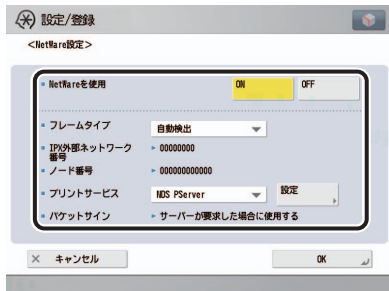 設定/登録
<NetWare設定>
NetWareを使用 ON OFF
フレームタイプ 自動検出
IPX外部ネットワーク番号 00000000
ノード番号 000000000000
プリントサービス NDS PServer 設定
パケットサイン サーバーが要求した場合に使用する
× キャンセル OK